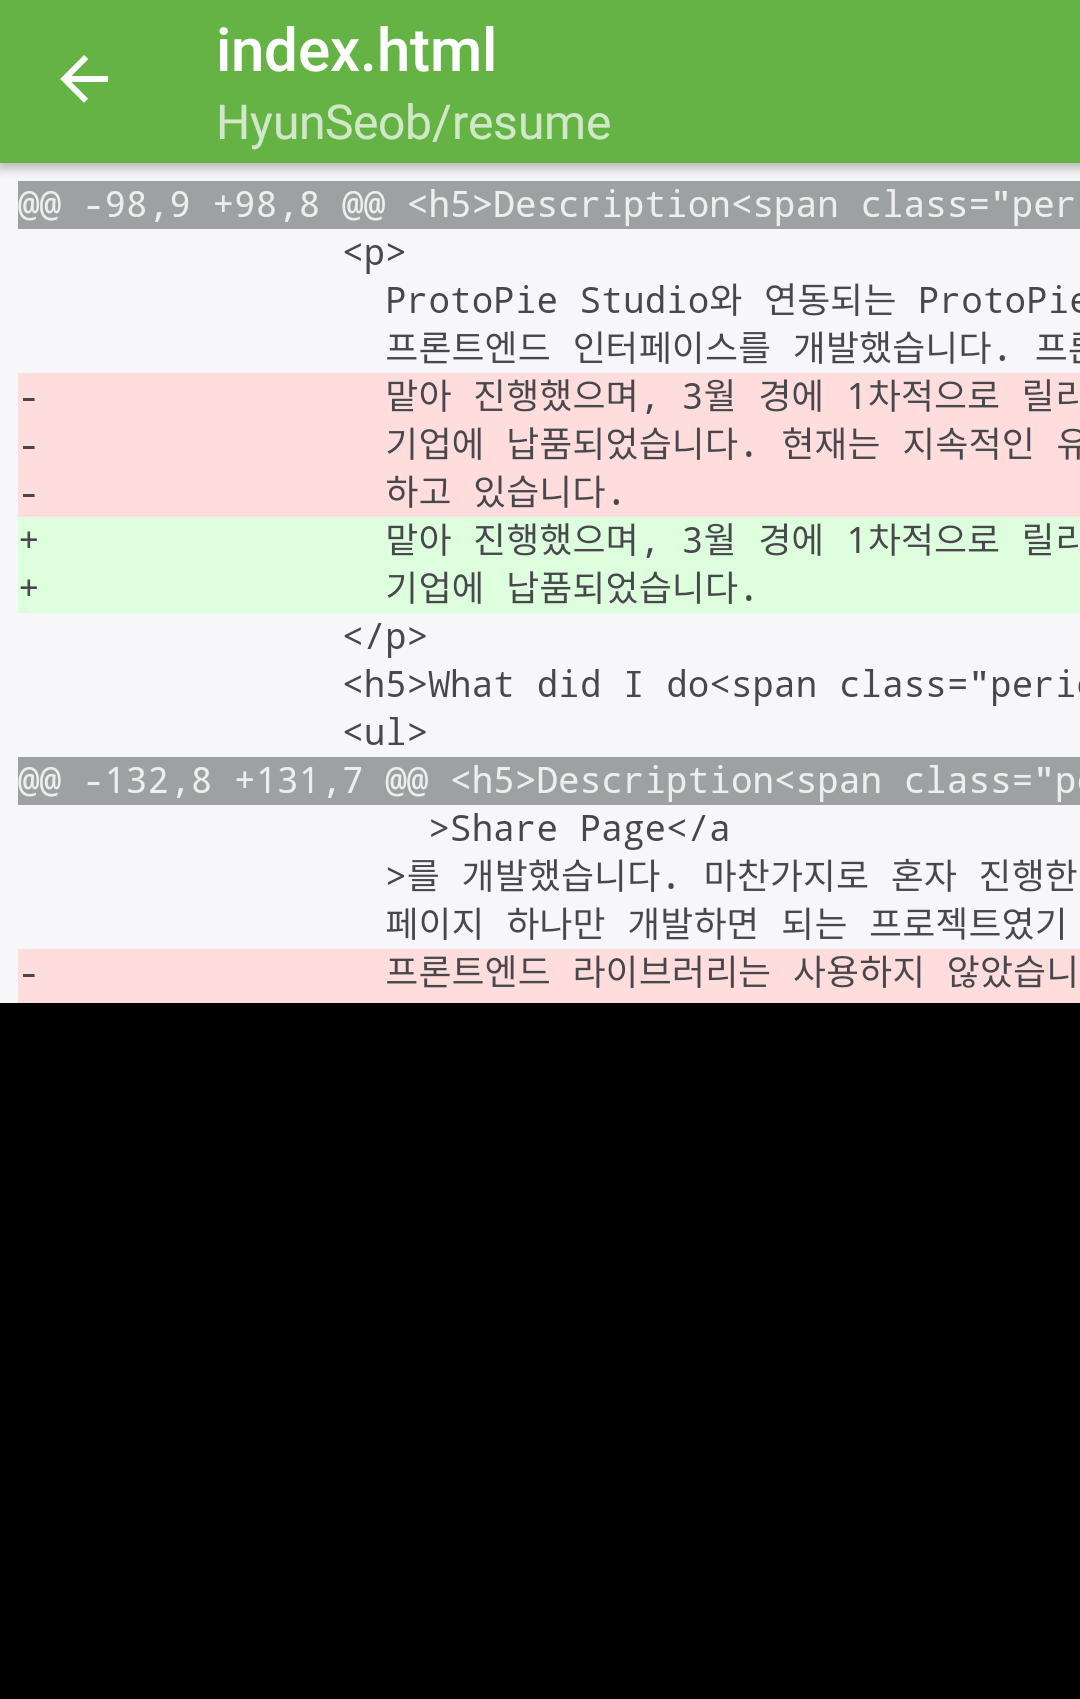 index.html
HyunSeob/resume
@@ -98,9 +98,8 @@ <h5>Description<span class="per
<p>
ProtoPie Studio와 연동되는 ProtoPie
프론트엔드 인터페이스를 개발했습니다.
- 맡아 진행했으며, 3월 경에 1차적으로
- 기업에 납품되었습니다. 현재는 지속적인
- 하고 있습니다.
+ 맡아 진행했으며, 3월 경에 1차적으로
+ 기업에 납품되었습니다.
</p>
<h5>What did I do<span class="peri
<ul>
@@ -132,8 +131,7 @@ <h5>Description<span class="p
>Share Page</a
>를 개발했습니다. 마찬가지로 혼자 진행한
페이지 하나만 개발하면 되는 프로젝트였기
- 프론트엔드 라이브러리는 사용하지 않았습니